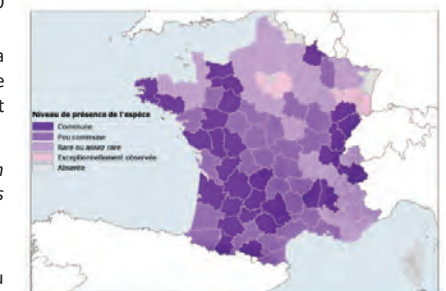 Niveau de présence de l'espèce
Commune
Peu commune
Rare ou assez rare
Exceptionnellement observée
Absente